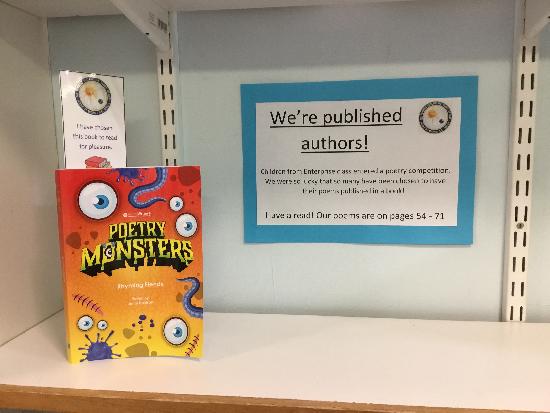 I have chosen
this book to read
for pleasure.
POETRY
MONSTERS
Rhyming Fiends
We're published
authors!
Children from Enterprise class entered a poetry competition.
We were so lucky that so many have been chosen to have
their poems published in a book!
Have a read! Our poems are on pages 54 - 71